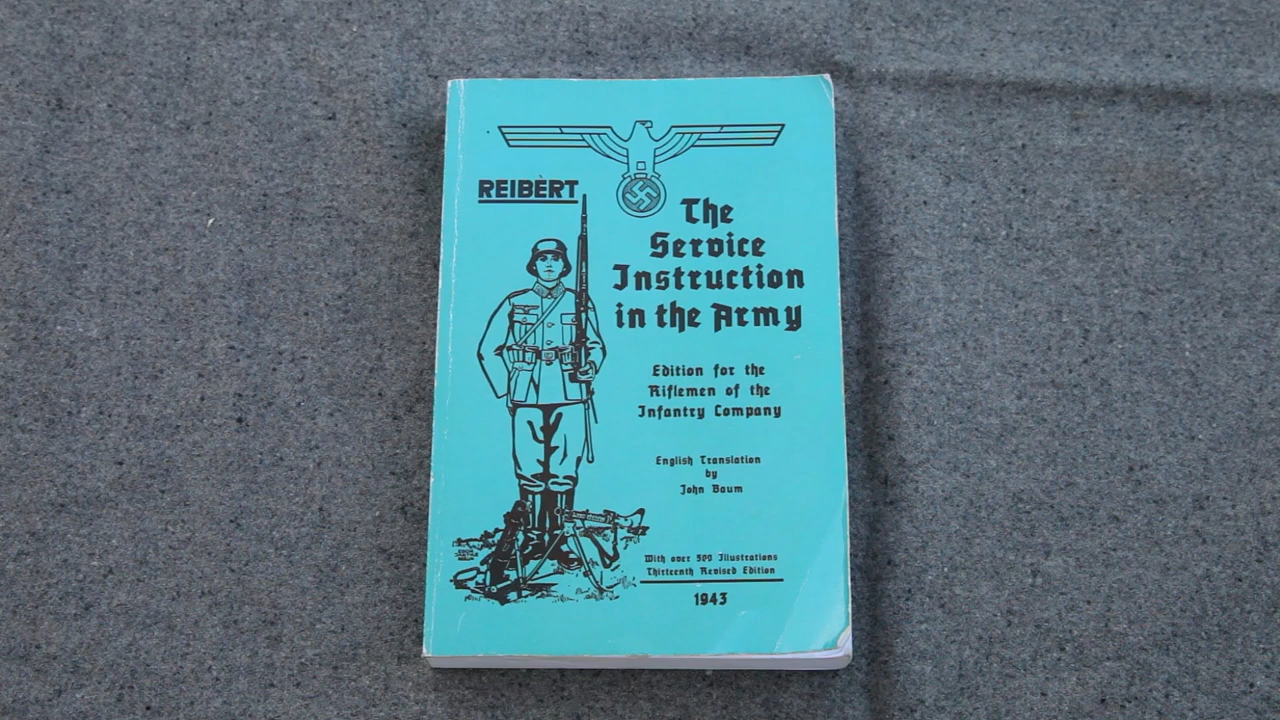 REIBERT
The
Service
Instruction
in the Army
Edition for the
Riflemen of the
Infantry Company
English Translation
by
John Baum
With over 500 Illustrations
Thirteenth Revised Edition
1943